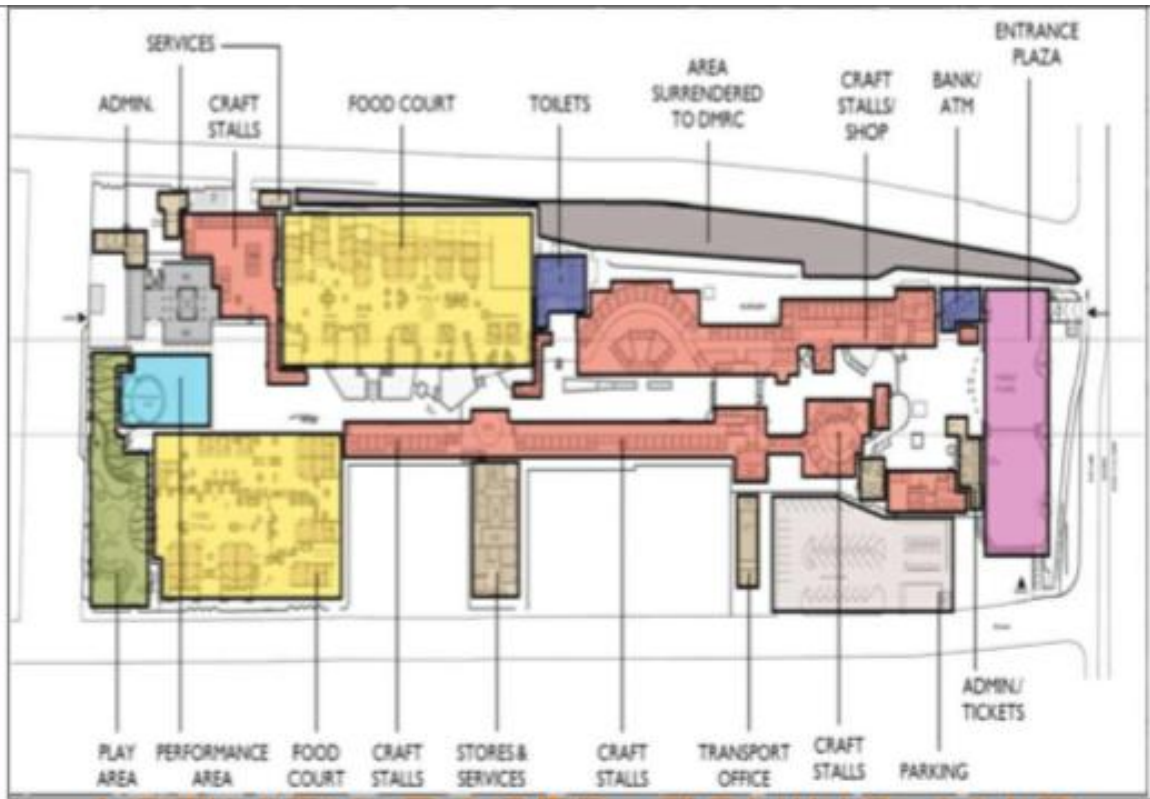 SERVICES
ENTRANCE
PLAZA
AREA
SURRENDERED
TO DMRC
CRAFT
STALLS/
SHOP
BANK/
ATM
ADMIN.
CRAFT
STALLS
FOOD COURT
TOILETS
ADMIN./
TICKETS
PLAY
AREA
PERFORMANCE
AREA
FOOD
COURT
CRAFT
STALLS
STORES &
SERVICES
CRAFT
STALLS
TRANSPORT
OFFICE
CRAFT
STALLS
PARKING